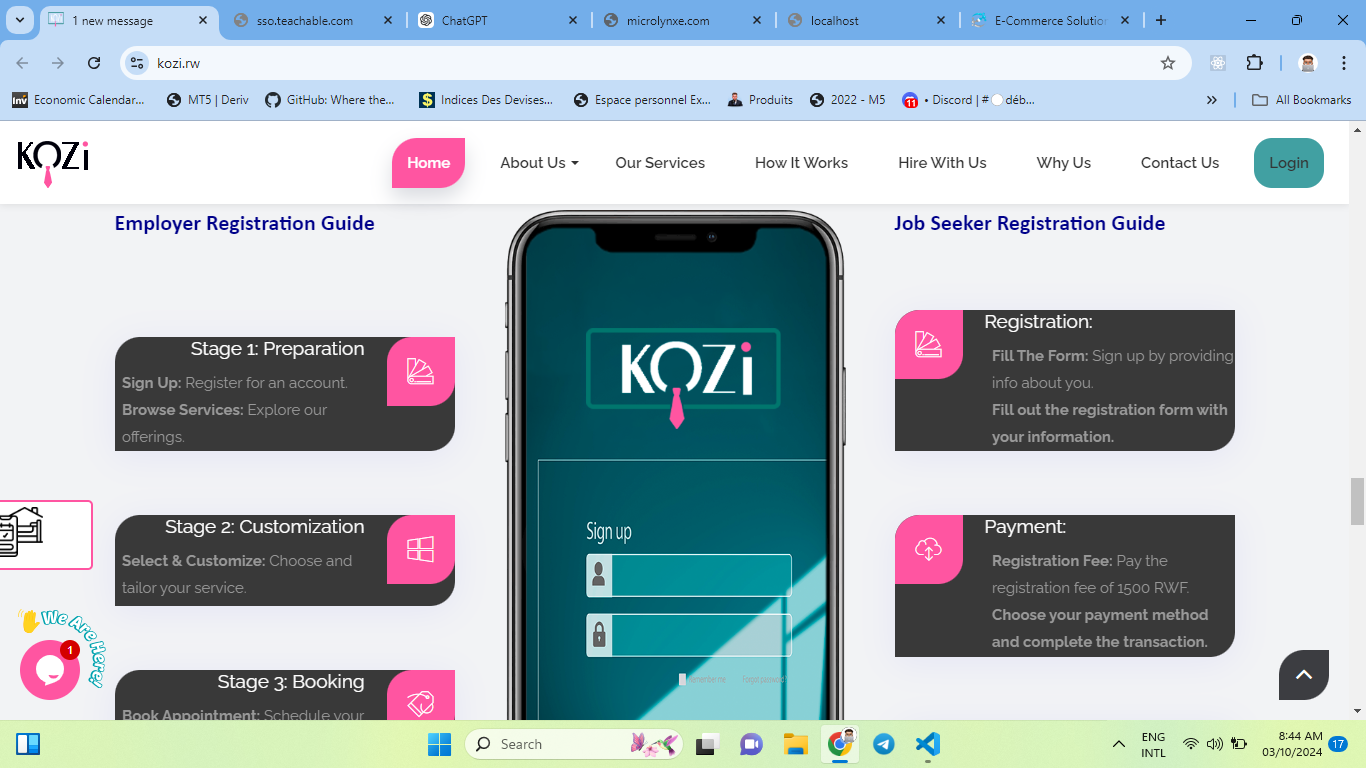 1 new message
sso.teachable.com
ChatGPT
microlynxe.com
localhost
E-Commerce Solution
kozi.rw
Economic Calendar...
MT5 | Deriv
GitHub: Where the...
Indices Des Devises...
Espace personnel Ex...
Produits
2022 - M5
11
• Discord | # déb...
»
All Bookmarks
KOZi
Home
About Us
Our Services
How It Works
Hire With Us
Why Us
Contact Us
Login
Employer Registration Guide
Stage 1: Preparation
Sign Up: Register for an account.
Browse Services: Explore our
offerings.
Stage 2: Customization
Select & Customize: Choose and
tailor your service.
Stage 3: Booking
Book Appointment: Schedule your
KOZi
Sign up
Remember me
Forgot password?
Job Seeker Registration Guide
Registration:
Fill The Form: Sign up by providing
info about you.
Fill out the registration form with
your information.
Payment:
Registration Fee: Pay the
registration fee of 1500 RWF.
Choose your payment method
and complete the transaction.
We Are Here!
1
Search
ENG
INTL
8:44 AM
03/10/2024
17